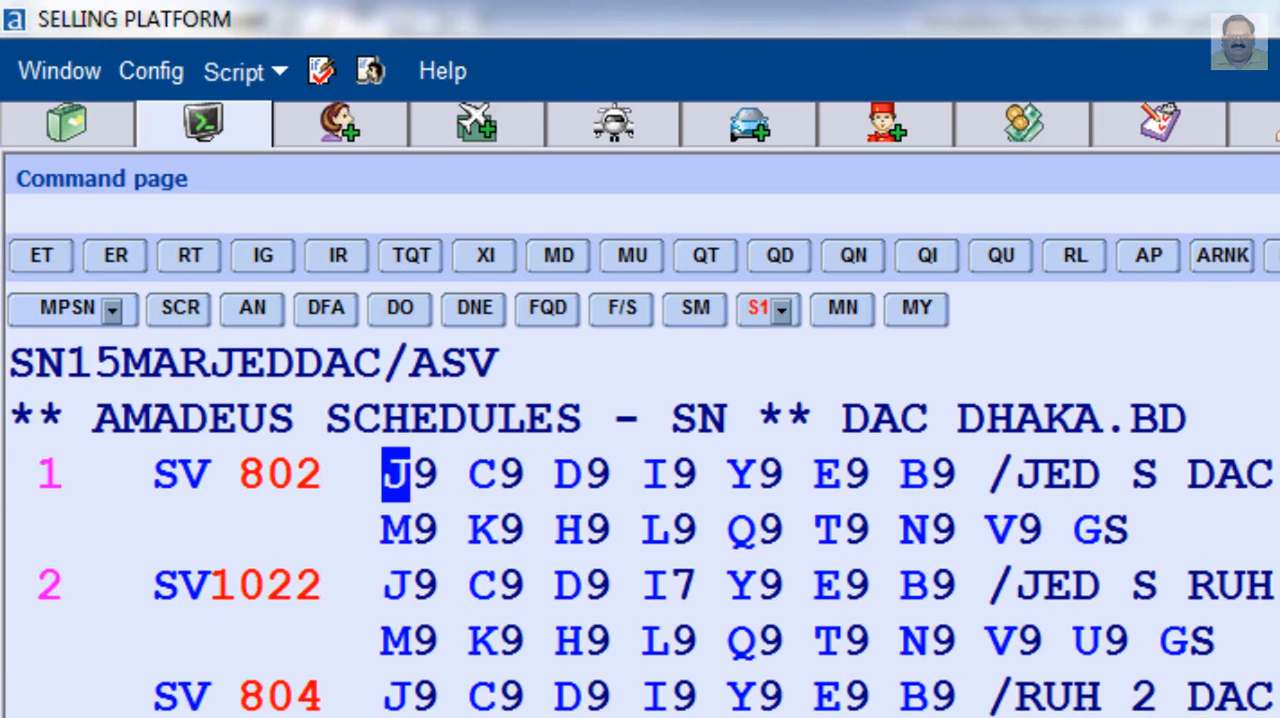 a SELLING PLATFORM
Window Config Script Help
Command page
ET ER RT IG IR TQT XI MD MU QT QD QN QI QU RL AP ARNK
MPSN SCR AN DFA DO DNE FQD F/S SM S1 MN MY
SN15MARJEDDAC/ASV
** AMADEUS SCHEDULES - SN ** DAC DHAKA.BD
1 SV 802 J9 C9 D9 I9 Y9 E9 B9 /JED S DAC
M9 K9 H9 L9 Q9 T9 N9 V9 GS
2 SV1022 J9 C9 D9 I7 Y9 E9 B9 /JED S RUH
M9 K9 H9 L9 Q9 T9 N9 V9 U9 GS
SV 804 J9 C9 D9 I9 Y9 E9 B9 /RUH 2 DAC